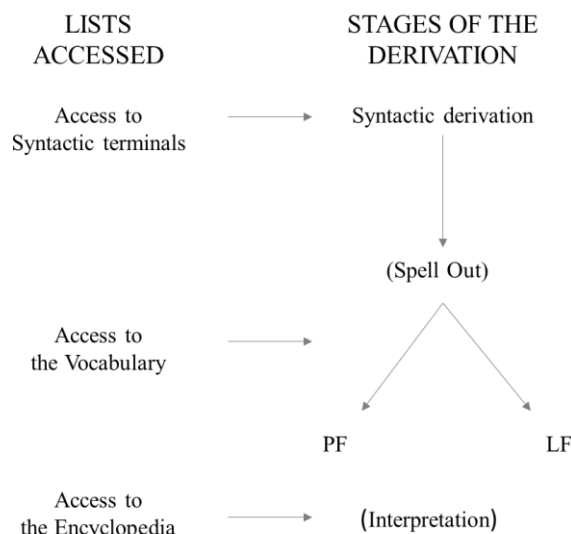 LISTS
ACCESSED
STAGES OF THE
DERIVATION
Access to
Syntactic terminals
Syntactic derivation
(Spell Out)
Access to
the Vocabulary
PF
LF
Access to
the Encyclopedia
(Interpretation)